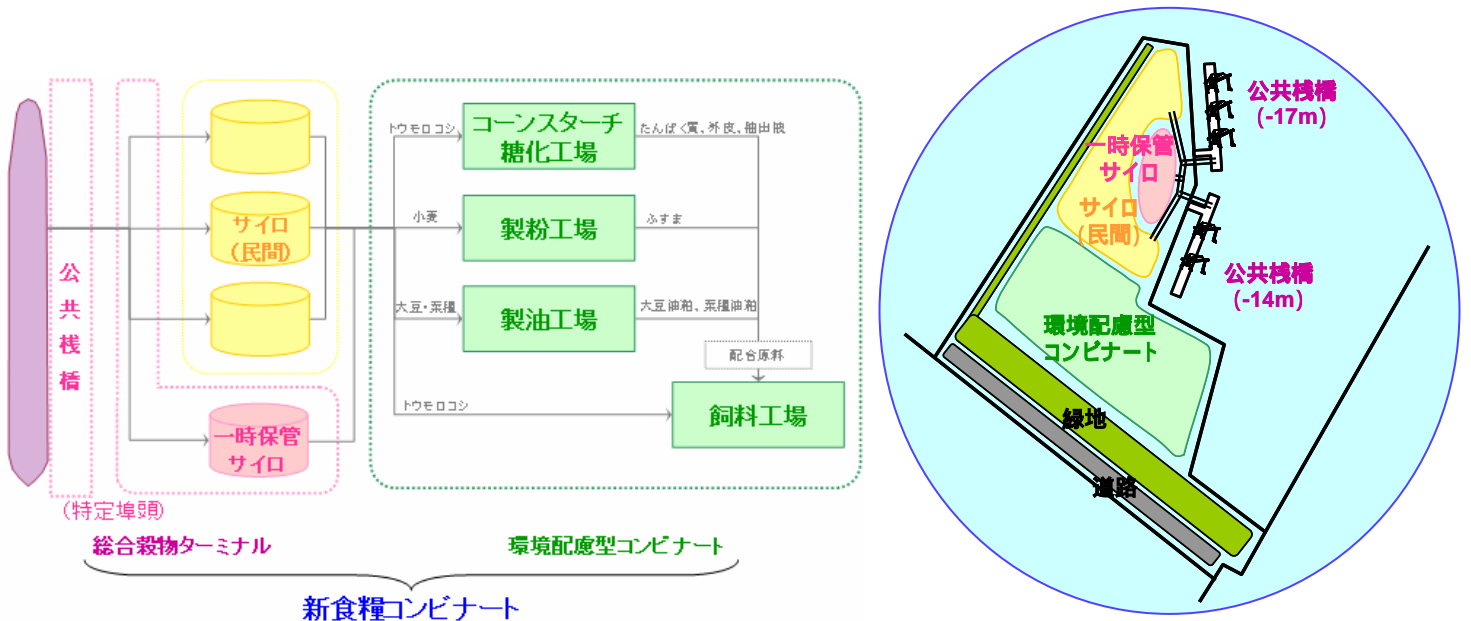 公共桟橋
サイロ
(民間)
一時保管
サイロ
(特定埠頭)
トウモロコシ
小麦
大豆・菜種
トウモロコシ
コーンスターチ
糖化工場
製粉工場
製油工場
たんぱく質、外皮、抽出液
ふすま
大豆油粕、菜種油粕
配合原料
飼料工場
総合穀物ターミナル
環境配慮型コンビナート
新食糧コンビナート
公共桟橋
(-17m)
一時保管
サイロ
サイロ
(民間)
公共桟橋
(-14m)
環境配慮型
コンビナート
緑地
道路